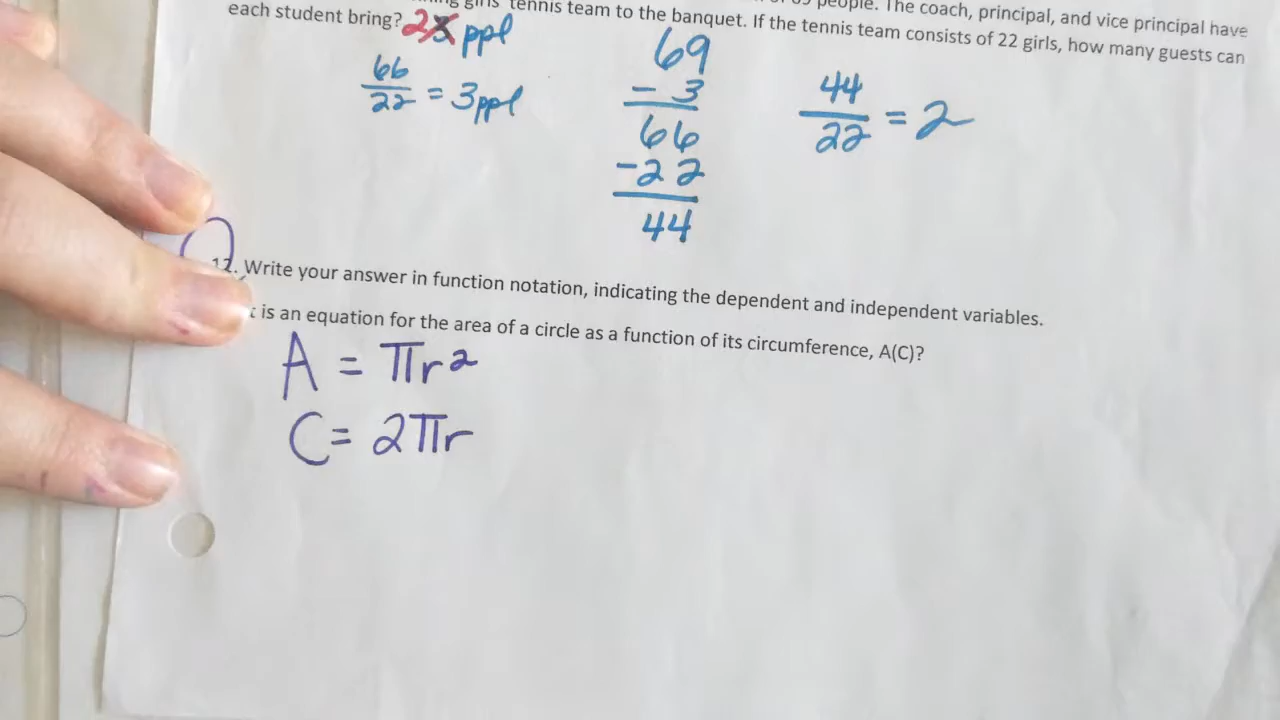 girls' tennis team to the banquet. If the tennis team consists of 22 girls, how many guests can
people. The coach, principal, and vice principal have
each student bring? 2 ppl
66/22 = 3ppl
69
- 3
66
-22
44
44/22 = 2
12. Write your answer in function notation, indicating the dependent and independent variables.
is an equation for the area of a circle as a function of its circumference, A(C)?
A = πr²
C = 2πr